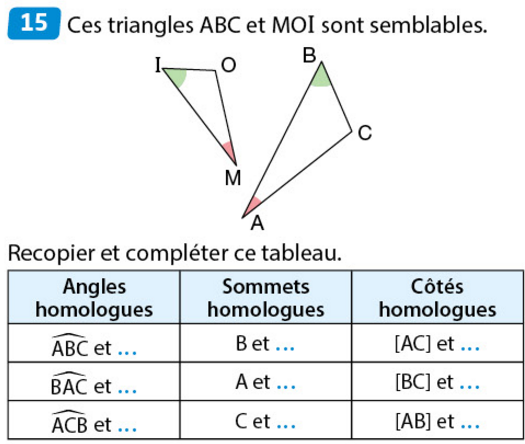 15 Ces triangles ABC et MOI sont semblables.
B
I O
C
M
A
Recopier et compléter ce tableau.
Angles homologues Sommets homologues Côtés homologues
ABC et ... B et ... [AC] et ...
BAC et ... A et ... [BC] et ...
ACB et ... C et ... [AB] et ...